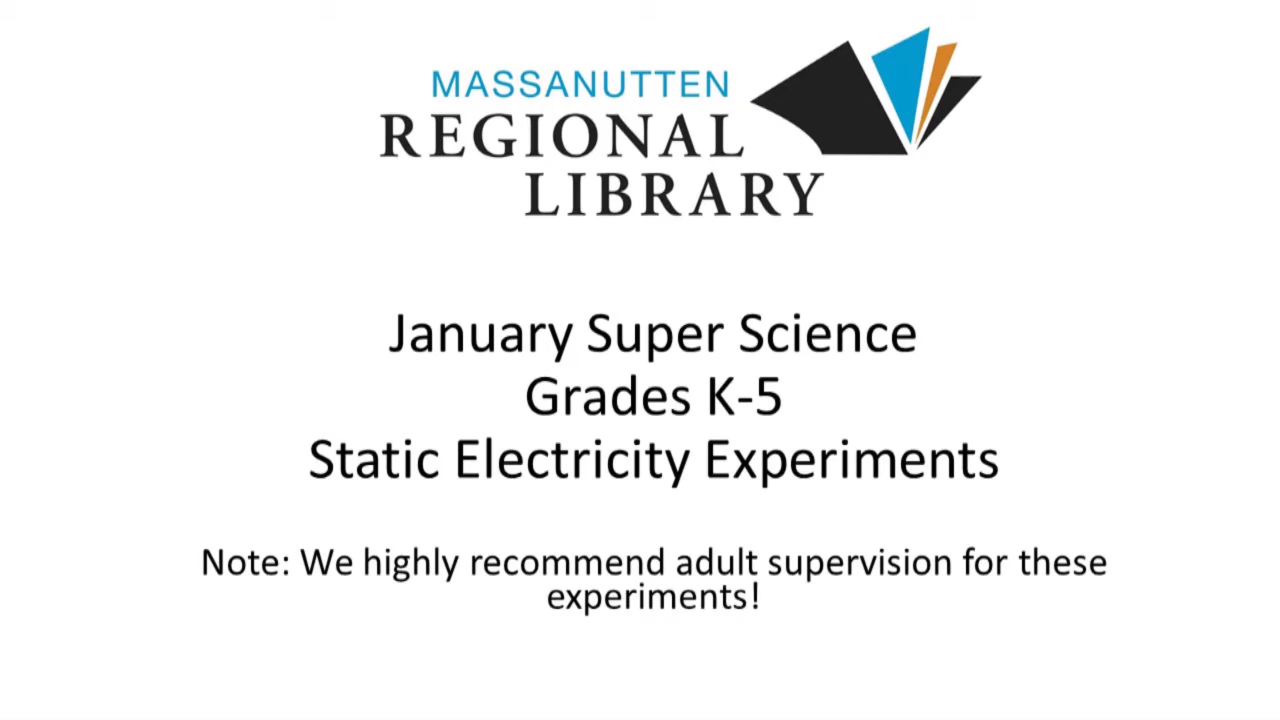 MASSANUTTEN
REGIONAL
LIBRARY
January Super Science
Grades K-5
Static Electricity Experiments
Note: We highly recommend adult supervision for these
experiments!